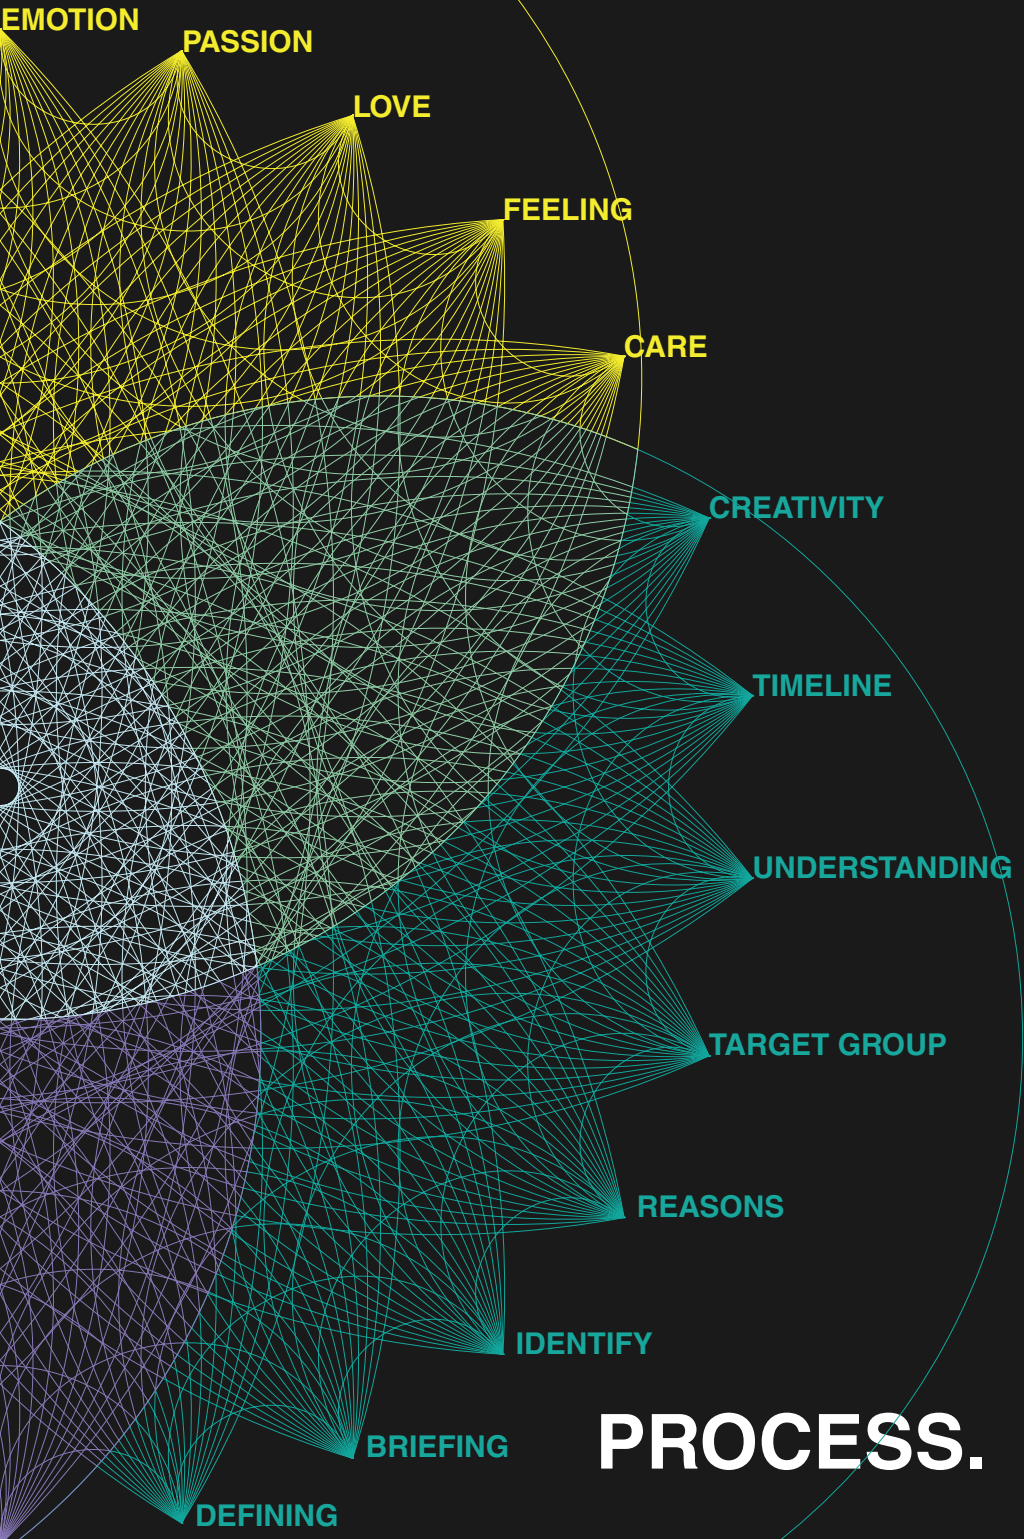 EMOTION
PASSION
LOVE
FEELING
CARE
CREATIVITY
TIMELINE
UNDERSTANDING
TARGET GROUP
REASONS
IDENTIFY
BRIEFING
DEFINING
PROCESS.